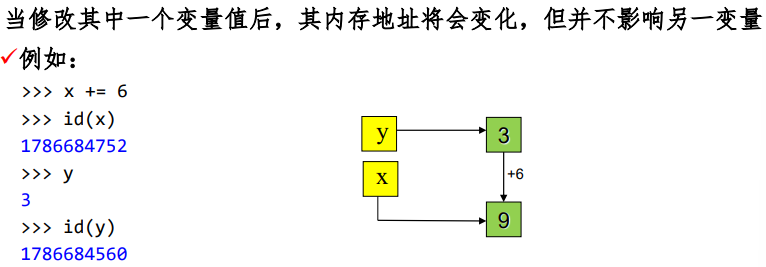 当修改其中一个变量值后，其内存地址将会变化，但并不影响另一变量
✓例如：
>>> x += 6
>>> id(x)
1786684752
>>> y
3
>>> id(y)
1786684560
y
3
x
+6
9